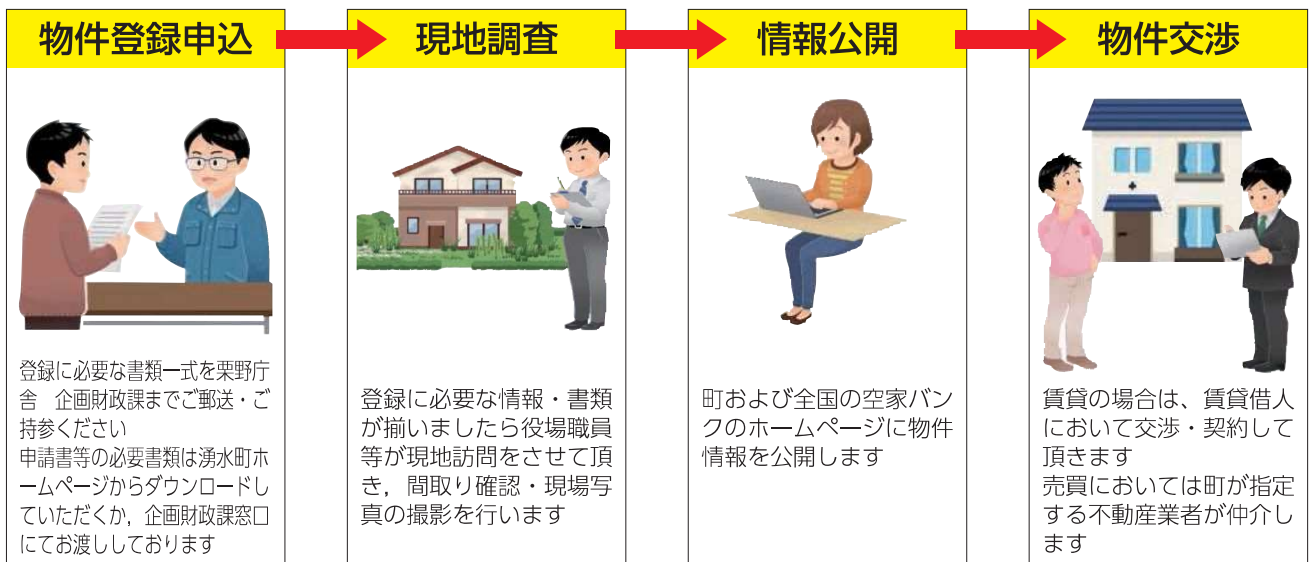 物件登録申込
登録に必要な書類一式を栗野庁
舎　企画財政課までご郵送・ご
持参ください
申請書等の必要書類は湧水町ホ
ームページからダウンロードし
ていただくか，企画財政課窓口
にてお渡ししております
現地調査
登録に必要な情報・書類
が揃いましたら役場職員
等が現地訪問をさせて頂
き，間取り確認・現場写
真の撮影を行います
情報公開
町および全国の空家バン
クのホームページに物件
情報を公開します
物件交渉
賃貸の場合は、賃貸借人
において交渉・契約して
頂きます
売買においては町が指定
する不動産業者が仲介し
ます